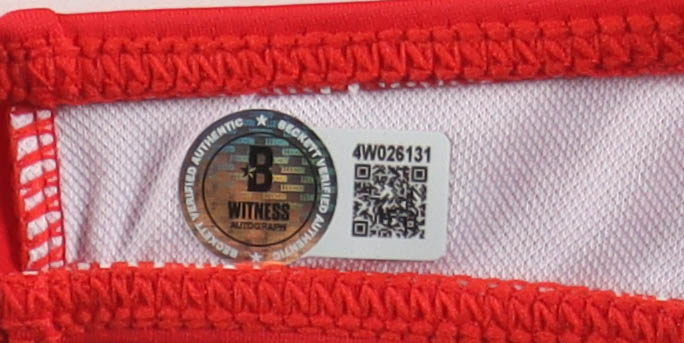 BECKETT VERIFIED AUTHENTIC
BECKETT VERIFIED AUTHENTIC
B
WITNESS
AUTOGRAPH
4W026131